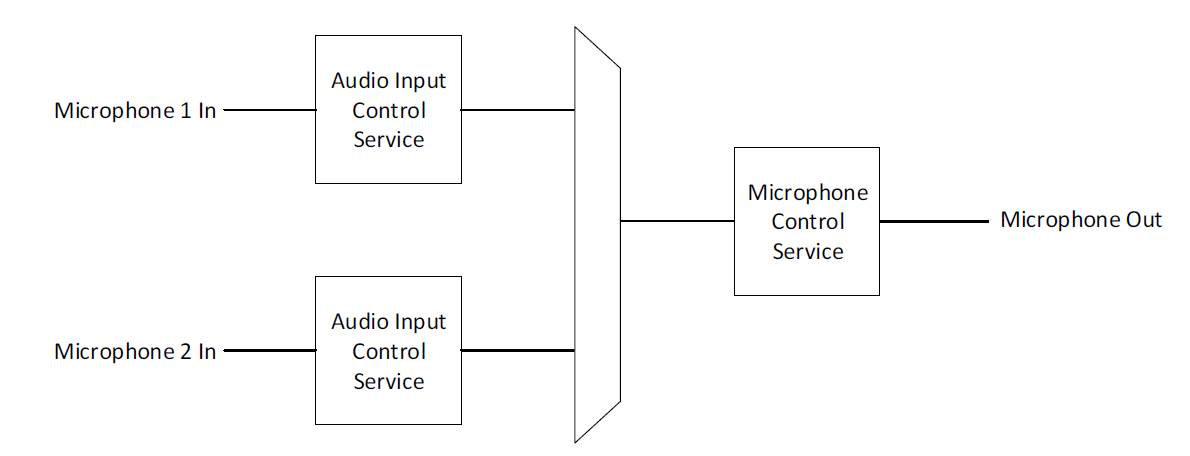 Microphone 1 In
Audio Input
Control
Service
Microphone 2 In
Audio Input
Control
Service
Microphone
Control
Service
Microphone Out